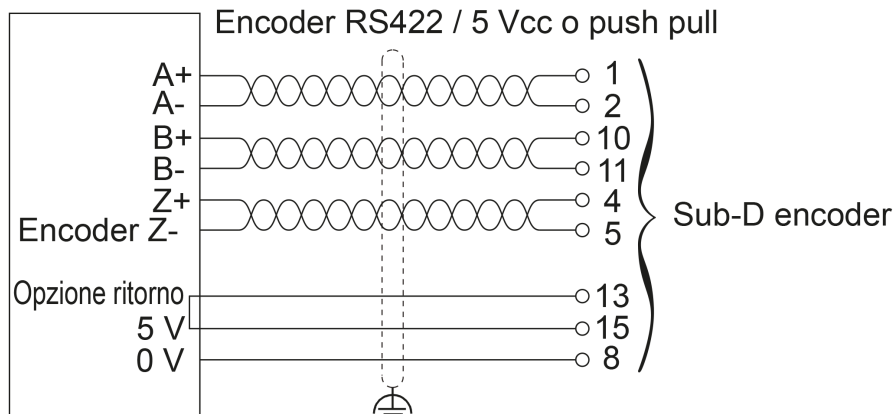 Encoder RS422 / 5 Vcc o push pull
A+ 1
A- 2
B+ 10
B- 11
Z+ 4
Encoder Z- 5
Sub-D encoder
Opzione ritorno 13
5 V 15
0 V 8